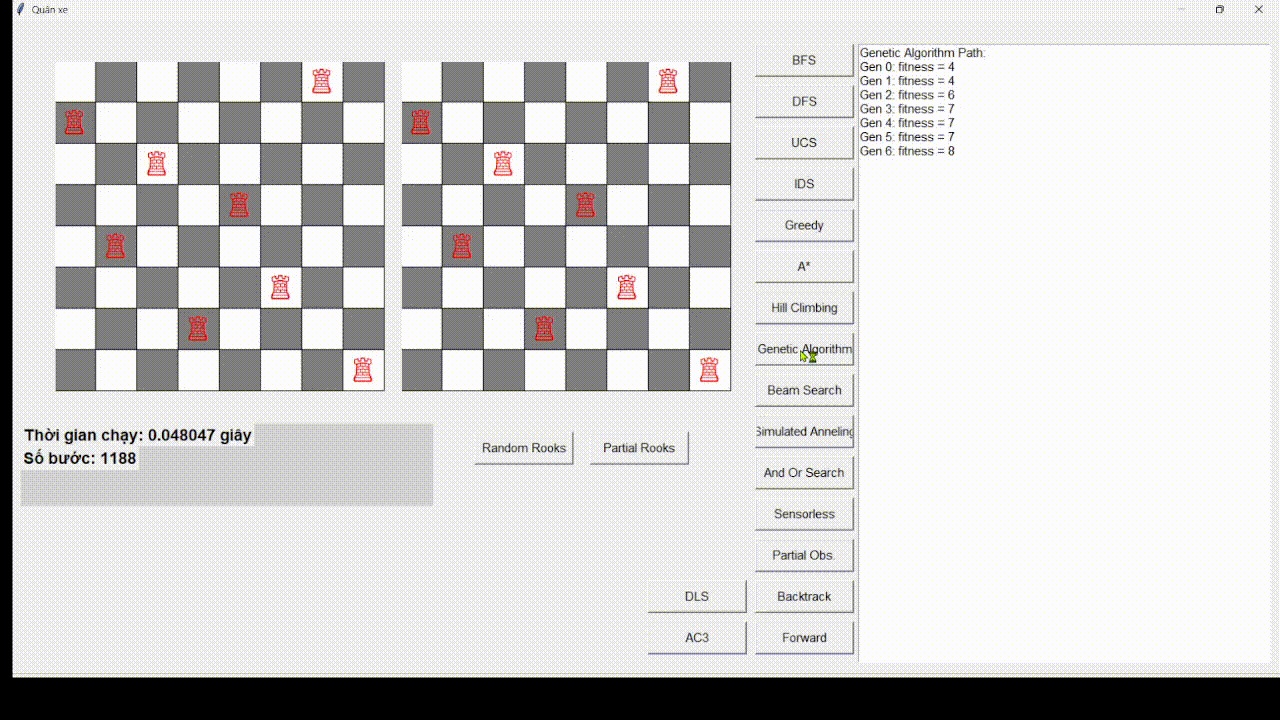 Quân xe
Thời gian chạy: 0.048047 giây
Số bước: 1188
Random Rooks
Partial Rooks
BFS
DFS
UCS
IDS
Greedy
A*
Hill Climbing
Genetic Algorithm
Beam Search
Simulated Anneling
And Or Search
Sensorless
Partial Obs.
DLS
Backtrack
AC3
Forward
Genetic Algorithm Path:
Gen 0: fitness = 4
Gen 1: fitness = 4
Gen 2: fitness = 6
Gen 3: fitness = 7
Gen 4: fitness = 7
Gen 5: fitness = 7
Gen 6: fitness = 8